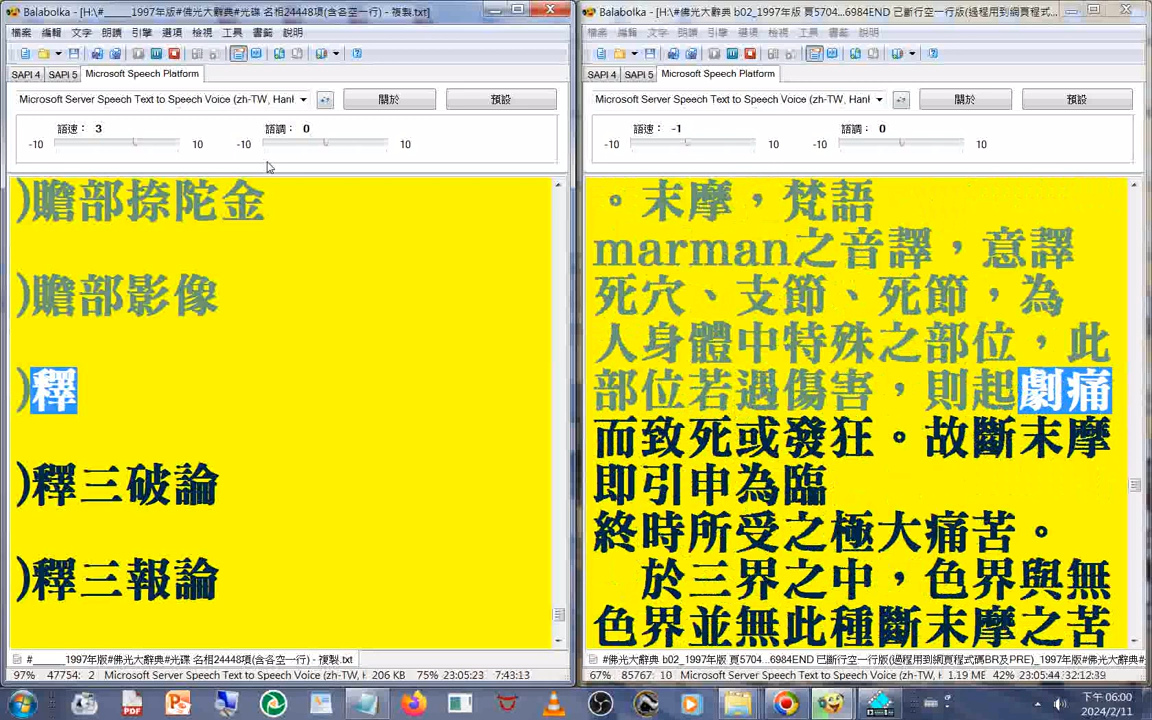 Balabolka - [H:\#_____1997年版#佛光大辭典#光碟 名相24448項(含各空一行) - 複製.txt]
檔案 編輯 文字 朗讀 引擎 選項 檢視 工具 書籤 說明
SAPI 4 SAPI 5 Microsoft Speech Platform
Microsoft Server Speech Text to Speech Voice (zh-TW, HanH 關於 預設
語速： 3 語調： 0
-10 10 -10 10
)贍部捺陀金
)贍部影像
)釋
)釋三破論
)釋三報論
#_____1997年版#佛光大辭典#光碟 名相24448項(含各空一行) - 複製.txt
97% 47754: 2 Microsoft Server Speech Text to Speech Voice (zh-TW, H 206 KB 75% 23:05:23 7:43:13
Balabolka - [H:\#佛光大辭典 b02_1997年版 頁5704...6984END 已斷行空一行版(過程用到網頁程式...
檔案 編輯 文字 朗讀 引擎 選項 檢視 工具 書籤 說明
SAPI 4 SAPI 5 Microsoft Speech Platform
Microsoft Server Speech Text to Speech Voice (zh-TW, HanH 關於 預設
語速： -1 語調： 0
-10 10 -10 10
。末摩，梵語
marman之音譯，意譯
死穴、支節、死節，為
人身體中特殊之部位，此
部位若遇傷害，則起劇痛
而致死或發狂。故斷末摩
即引申為臨
終時所受之極大痛苦。
於三界之中，色界與無
色界並無此種斷末摩之苦
#佛光大辭典 b02_1997年版 頁5704...6984END 已斷行空一行版(過程用到網頁程式碼BR及PRE)_1997年版#佛光大辭典#
67% 85767: 10 Microsoft Server Speech Text to Speech Voice (zh-TW, H 1.19 MB 42% 23:05:44 32:12:39
下午 06:00
2024/2/11